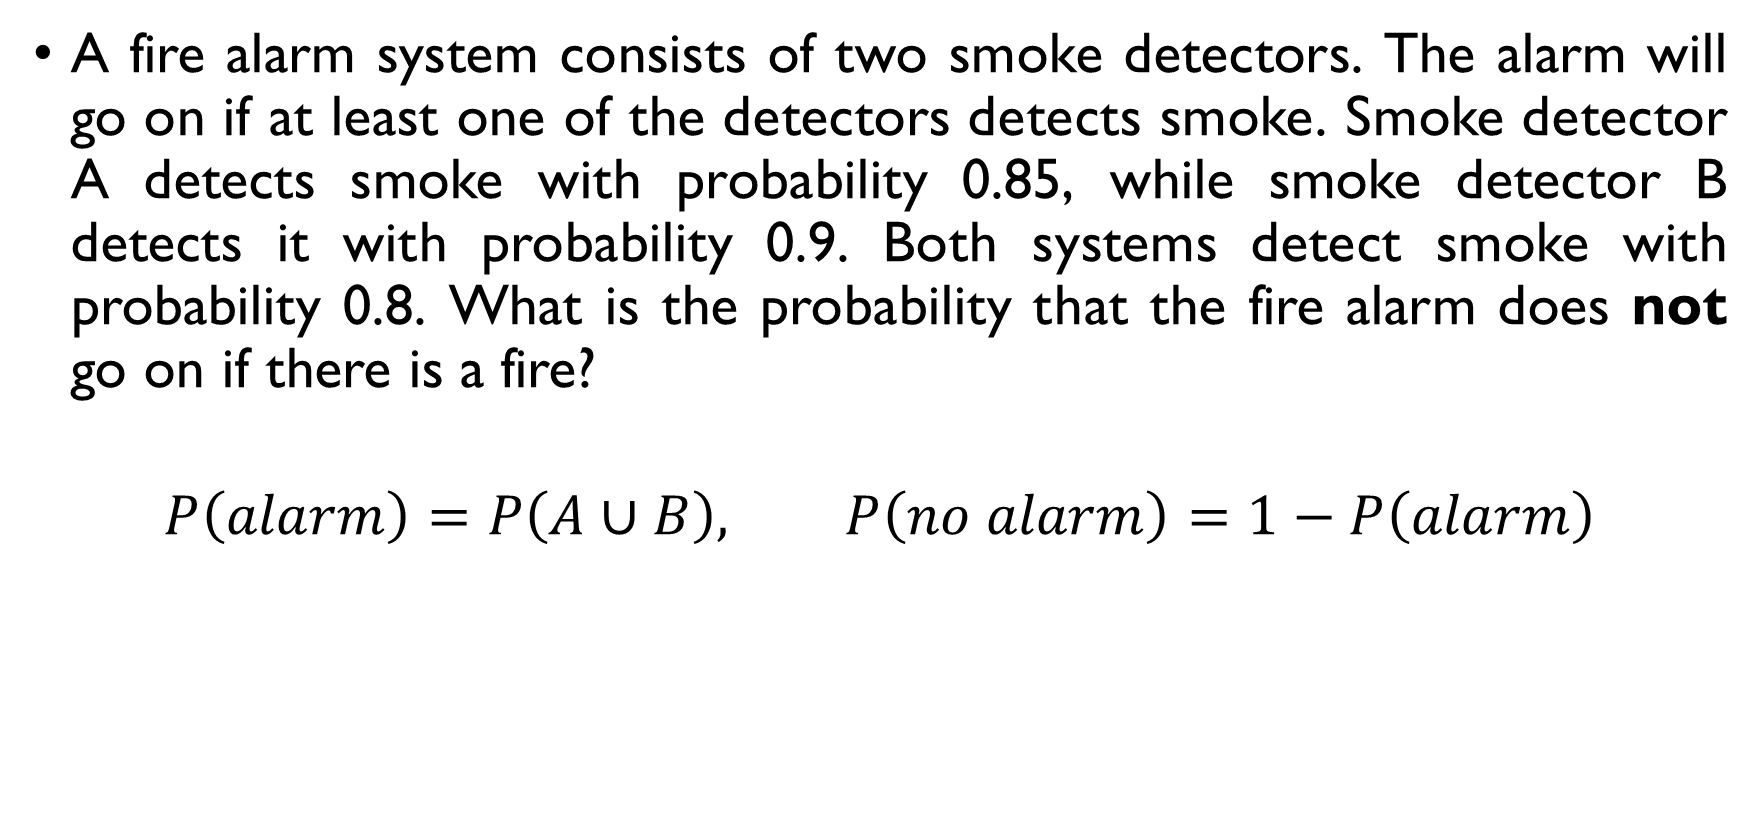 • A fire alarm system consists of two smoke detectors. The alarm will
go on if at least one of the detectors detects smoke. Smoke detector
A detects smoke with probability 0.85, while smoke detector B
detects it with probability 0.9. Both systems detect smoke with
probability 0.8. What is the probability that the fire alarm does not
go on if there is a fire?
P(alarm) = P(A ∪ B), P(no alarm) = 1 − P(alarm)